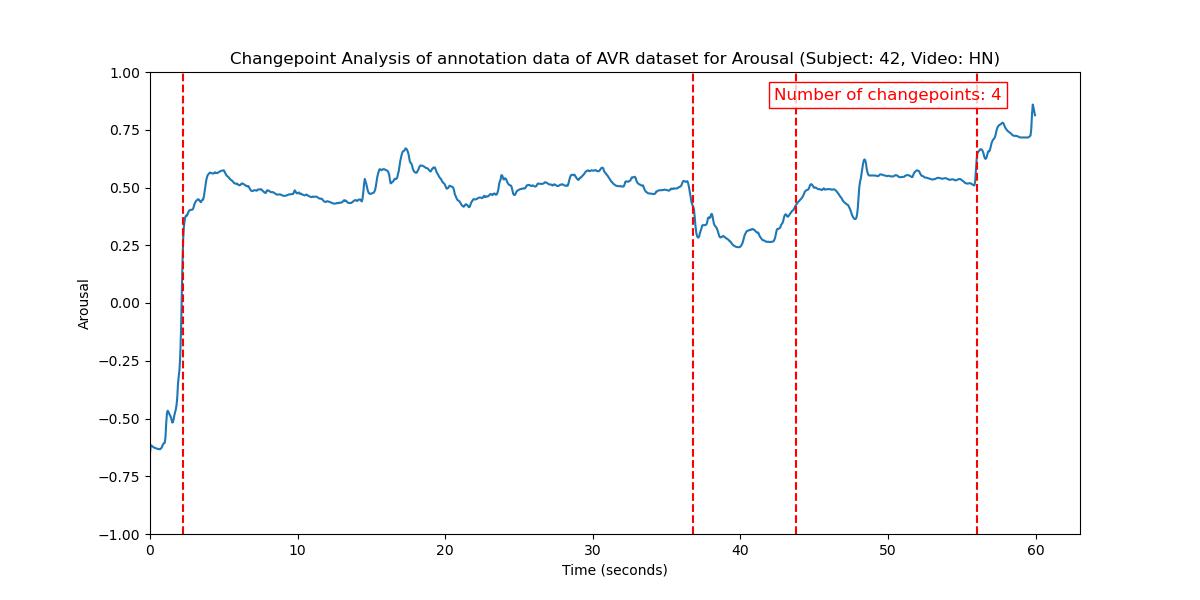 Changepoint Analysis of annotation data of AVR dataset for Arousal (Subject: 42, Video: HN)
Number of changepoints: 4
1.00
0.75
0.50
0.25
0.00
−0.25
−0.50
−0.75
−1.00
Arousal
0 10 20 30 40 50 60
Time (seconds)